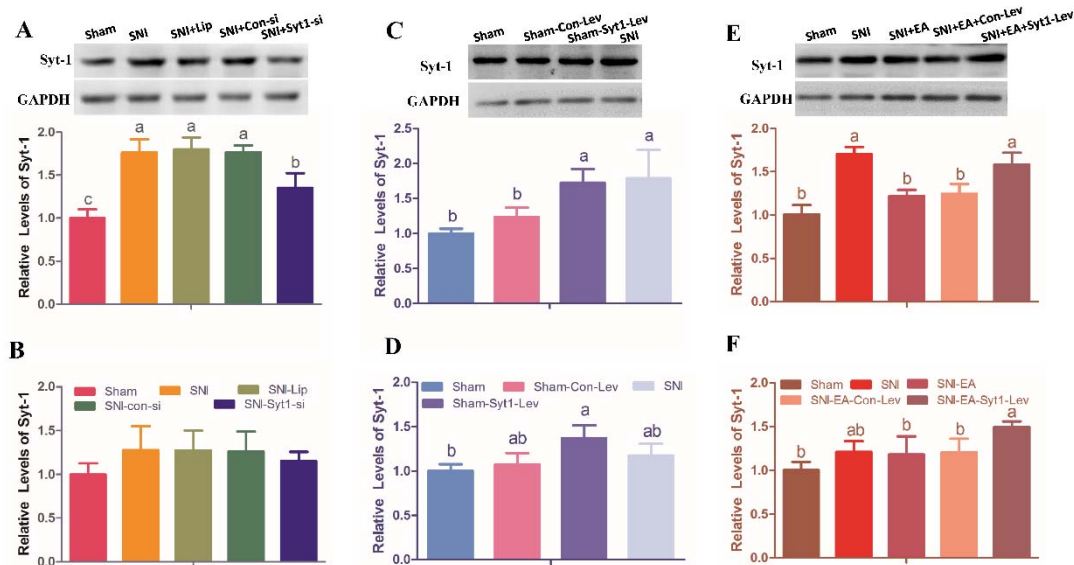 A
Sham
SNI
SNI+Lip
SNI+Con-si
SNI+Syt1-si
Syt-1
GAPDH
Relative Levels of Syt-1
2.0
1.5
1.0
0.5
0.0
c
a
a
a
b
B
Relative Levels of Syt-1
2.0
1.5
1.0
0.5
0.0
Sham
SNI
SNI-Lip
SNI-con-si
SNI-Syt1-si
C
Sham
Sham-Con-Lev
Sham-Syt1-Lev
SNI
Syt-1
GAPDH
Relative Levels of Syt-1
2.5
2.0
1.5
1.0
0.5
0.0
b
b
a
a
D
Relative Levels of Syt-1
2.0
1.5
1.0
0.5
0.0
Sham
Sham-Con-Lev
SNI
Sham-Syt1-Lev
b
ab
a
ab
E
Sham
SNI
SNI+EA
SNI+EA+Con-Lev
SNI+EA+Syt1-Lev
Syt-1
GAPDH
Relative Levels of Syt-1
2.0
1.5
1.0
0.5
0.0
b
a
b
b
a
F
Relative Levels of Syt-1
2.0
1.5
1.0
0.5
0.0
Sham
SNI
SNI-EA
SNI-EA-Con-Lev
SNI-EA-Syt1-Lev
b
ab
b
b
a